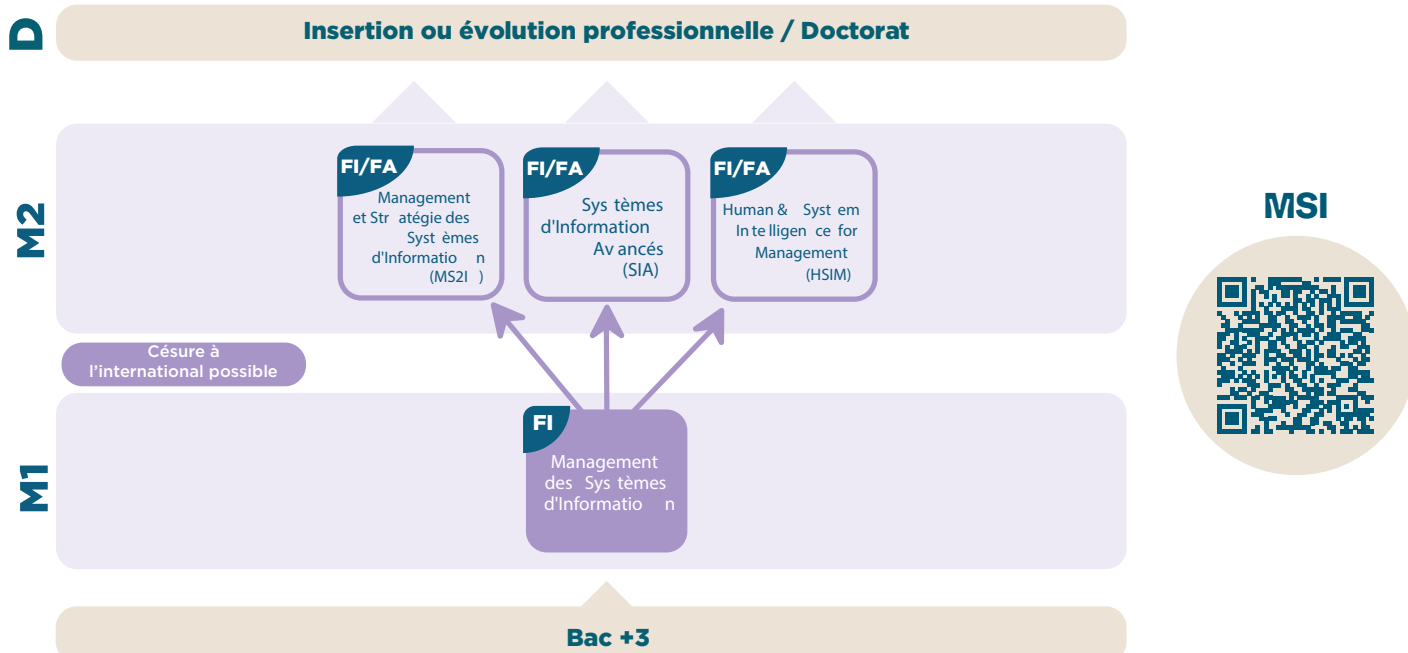 D
Insertion ou évolution professionnelle / Doctorat
M2
FI/FA
Management
et Str atégie des
Syst èmes
d'Informatio n
(MS2I )
FI/FA
Sys tèmes
d'Information
Av ancés
(SIA)
FI/FA
Human & Syst em
In te lligen ce for
Management
(HSIM)
MSI
Césure à
l'international possible
M1
FI
Management
des Sys tèmes
d'Informatio n
Bac +3